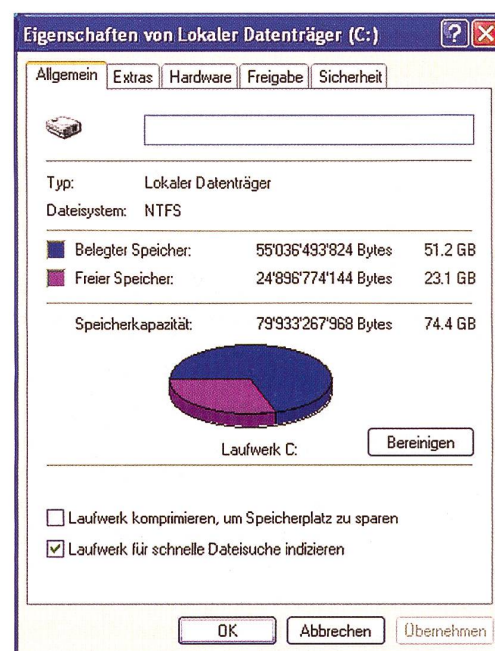 Eigenschaften von Lokaler Datenträger (C:)
Allgemein Extras Hardware Freigabe Sicherheit
Typ: Lokaler Datenträger
Dateisystem: NTFS
Belegter Speicher: 55'036'493'824 Bytes 51.2 GB
Freier Speicher: 24'896'774'144 Bytes 23.1 GB
Speicherkapazität: 79'933'267'968 Bytes 74.4 GB
Laufwerk C:
Bereinigen
Laufwerk komprimieren, um Speicherplatz zu sparen
Laufwerk für schnelle Dateisuche indizieren
OK Abbrechen Übernehmen